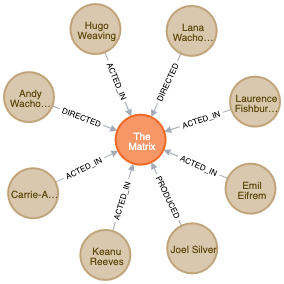 Hugo
Weaving
Lana
Wacho...
ACTED_IN
DIRECTED
Andy
Wacho...
DIRECTED
Laurence
Fishbur...
ACTED_IN
The
Matrix
Carrie-A...
ACTED_IN
ACTED_IN
Emil
Eifrem
ACTED_IN
PRODUCED
Keanu
Reeves
Joel Silver